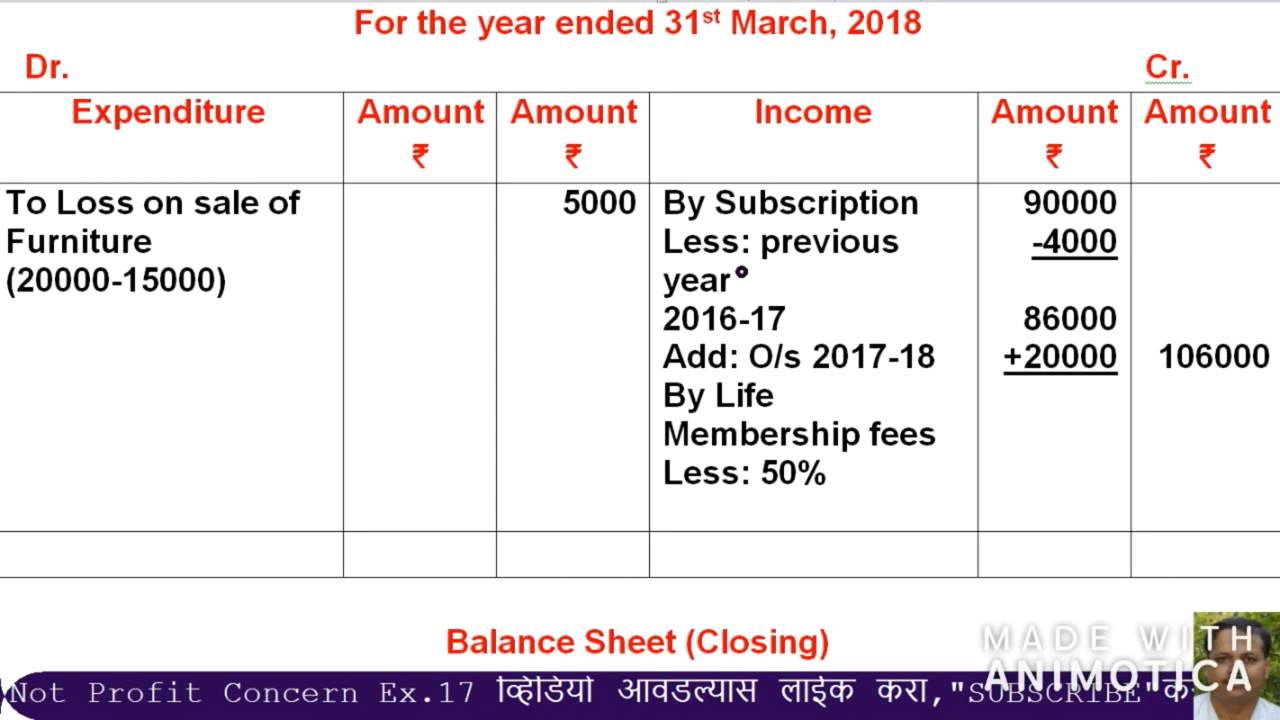 For the year ended 31st March, 2018
Dr. Cr.
Expenditure Amount ₹ Amount ₹ Income Amount ₹ Amount ₹
To Loss on sale of 5000 By Subscription 90000
Furniture Less: previous -4000
(20000-15000) year
2016-17 86000
Add: O/s 2017-18 +20000 106000
By Life
Membership fees
Less: 50%
Balance Sheet (Closing)
MADE WITH
ANIMOTICA
Not Profit Concern Ex.17 व्हिडियो आवडल्यास लाईक करा,"SUBSCRIBE"क